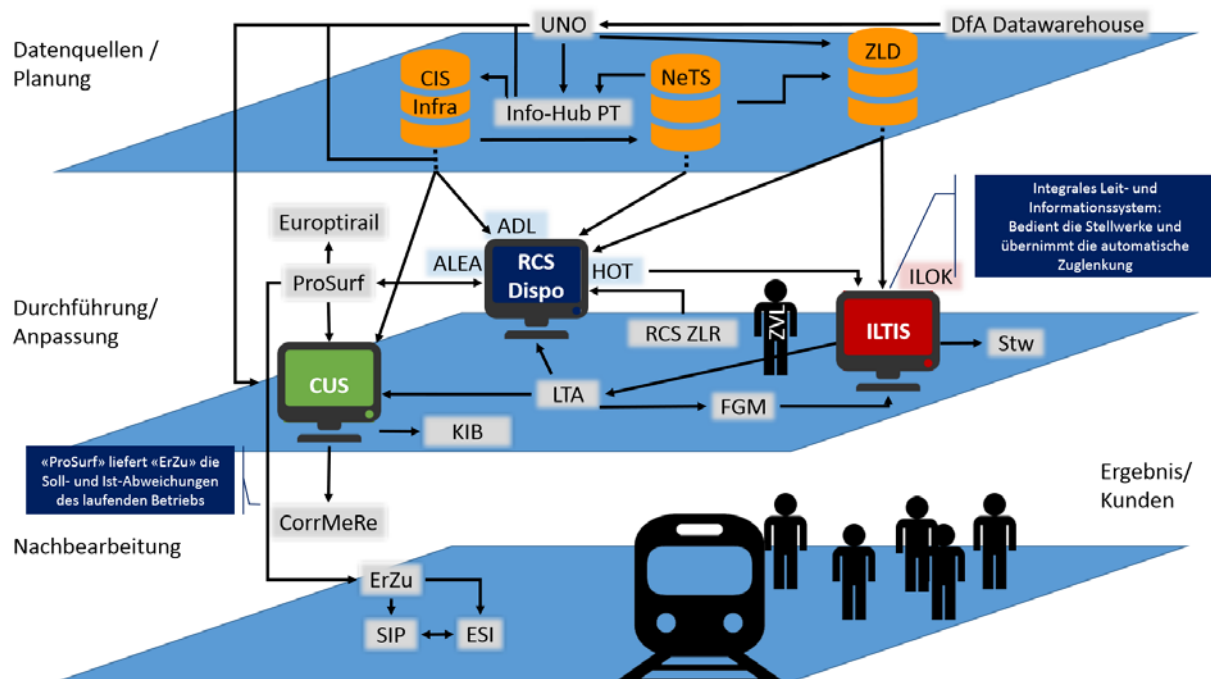 UNO
DfA Datawarehouse
Datenquellen /
Planung
ZLD
CIS
Infra
NeTS
Info-Hub PT
Integrales Leit- und
Informationssystem:
Bedient die Stellwerke und
übernimmt die automatische
Zuglenkung
Europtirail
ADL
ALEA
RCS
Dispo
HOT
ILOK
ProSurf
Durchführung/
Anpassung
RCS ZLR
ZVL
ILTIS
Stw
CUS
LTA
FGM
KIB
«ProSurf» liefert «ErZu» die
Soll- und Ist-Abweichungen
des laufenden Betriebs
Ergebnis/
Kunden
CorrMeRe
Nachbearbeitung
ErZu
SIP
ESI